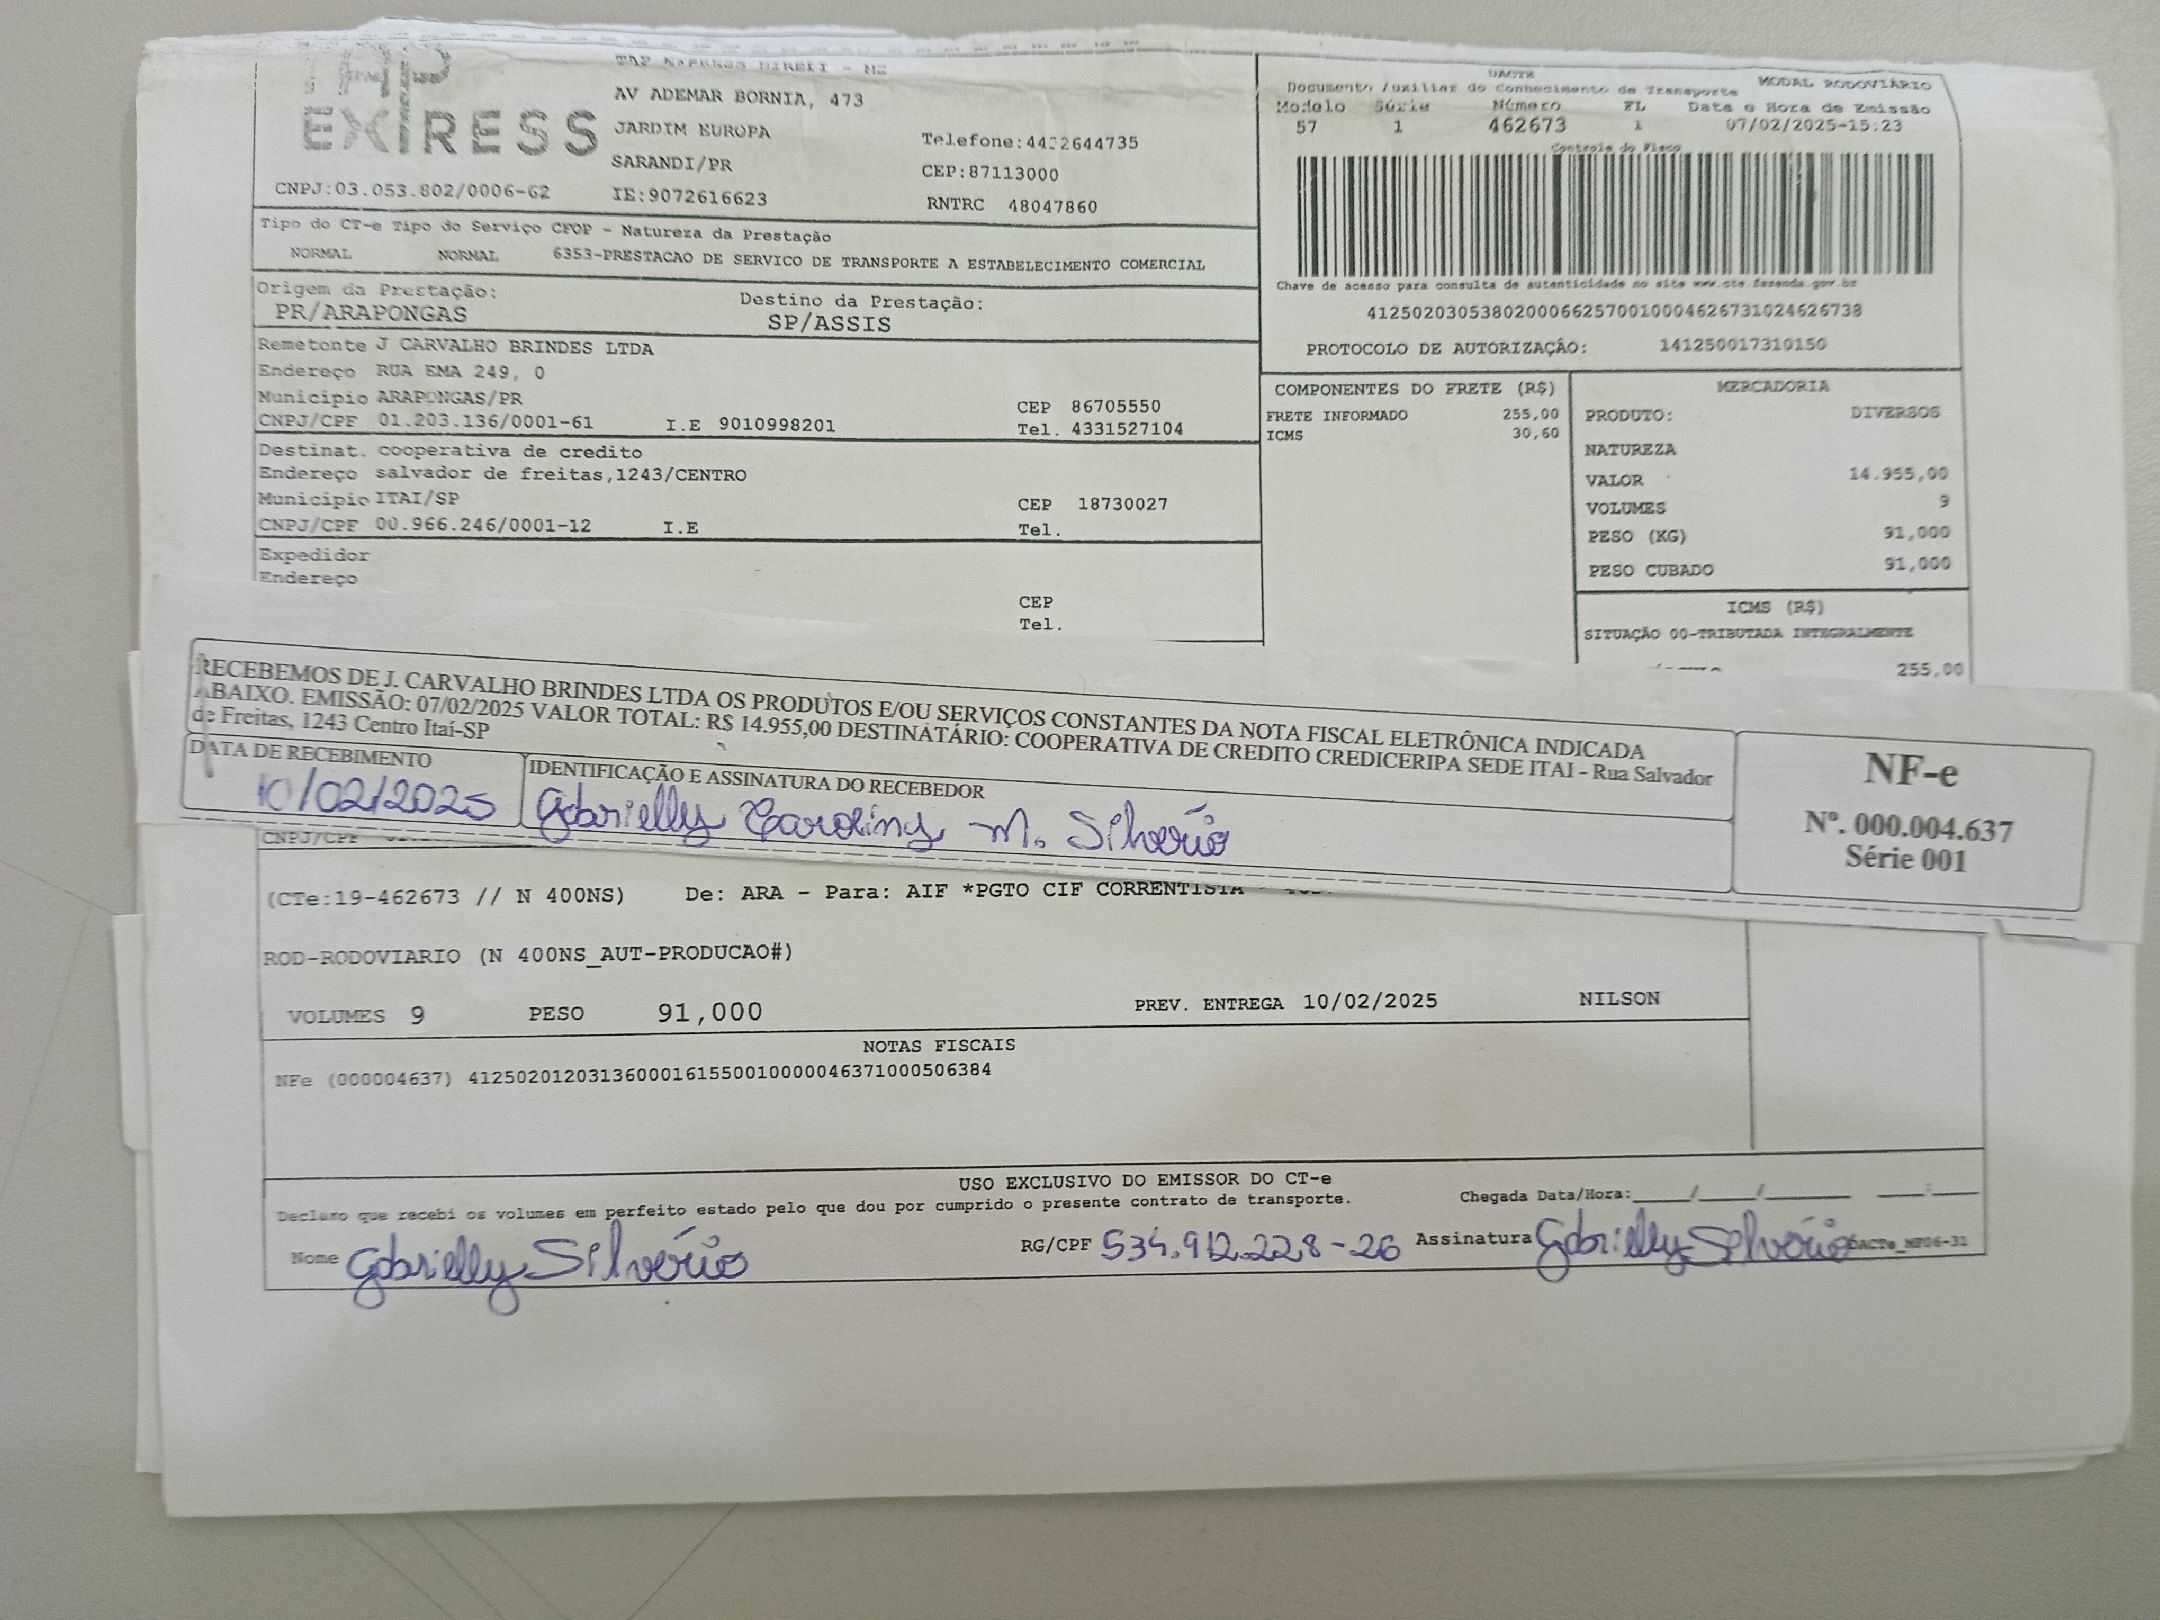 TAP EXPRESS EIRELI - ME
EXPRESS
AV ADEMAR BORNIA, 473
JARDIM EUROPA
SARANDI/PR
Telefone:4432644735
CEP:87113000
CNPJ:03.053.802/0006-62
IE:9072616623
RNTRC 48047860
DACTE
Documento Auxiliar do Conhecimento de Transporte MODAL RODOVIÁRIO
Modelo Série Número FL Data e Hora de Emissão
57 1 462673 1 07/02/2025-15:23
Controle do Fisco
Chave de acesso para consulta de autenticidade no site www.cte.fazenda.gov.br
41250203053802000662570010004626731024626738
PROTOCOLO DE AUTORIZAÇÃO: 141250017310150
Tipo do CT-e Tipo do Serviço CFOP - Natureza da Prestação
NORMAL NORMAL 6353-PRESTACAO DE SERVICO DE TRANSPORTE A ESTABELECIMENTO COMERCIAL
Origem da Prestação: Destino da Prestação:
PR/ARAPONGAS SP/ASSIS
Remetente J CARVALHO BRINDES LTDA
Endereço RUA EMA 249, 0
Município ARAPONGAS/PR CEP 86705550
CNPJ/CPF 01.203.136/0001-61 I.E 9010998201 Tel. 4331527104
Destinat. cooperativa de credito
Endereço salvador de freitas,1243/CENTRO
Município ITAI/SP CEP 18730027
CNPJ/CPF 00.966.246/0001-12 I.E Tel.
Expedidor
Endereço
CEP
Tel.
COMPONENTES DO FRETE (R$)
FRETE INFORMADO 255,00
ICMS 30,60
MERCADORIA
PRODUTO: DIVERSOS
NATUREZA
VALOR 14.955,00
VOLUMES 9
PESO (KG) 91,000
PESO CUBADO 91,000
ICMS (R$)
SITUAÇÃO 00-TRIBUTADA INTEGRALMENTE
255,00
RECEBEMOS DE J. CARVALHO BRINDES LTDA OS PRODUTOS E/OU SERVIÇOS CONSTANTES DA NOTA FISCAL ELETRÔNICA INDICADA
ABAIXO. EMISSÃO: 07/02/2025 VALOR TOTAL: R$ 14.955,00 DESTINATÁRIO: COOPERATIVA DE CREDITO CREDICERIPA SEDE ITAI - Rua Salvador
de Freitas, 1243 Centro Itaí-SP
DATA DE RECEBIMENTO IDENTIFICAÇÃO E ASSINATURA DO RECEBEDOR
10/02/2025 Gabrielly Caroliny M. Silvério
NF-e
Nº. 000.004.637
Série 001
CNPJ/CPF
(CTe:19-462673 // N 400NS) De: ARA - Para: AIF *PGTO CIF CORRENTISTA -
ROD-RODOVIARIO (N 400NS_AUT-PRODUCAO#)
VOLUMES 9 PESO 91,000 PREV. ENTREGA 10/02/2025 NILSON
NOTAS FISCAIS
NFe (000004637) 41250201203136000161550010000046371000506384
USO EXCLUSIVO DO EMISSOR DO CT-e
Declaro que recebi os volumes em perfeito estado pelo que dou por cumprido o presente contrato de transporte. Chegada Data/Hora:____/____/______ ___:___
Nome Gabrielly Silvério RG/CPF 534.912.228-26 Assinatura Gabrielly Silvério DACTe_MP06-31